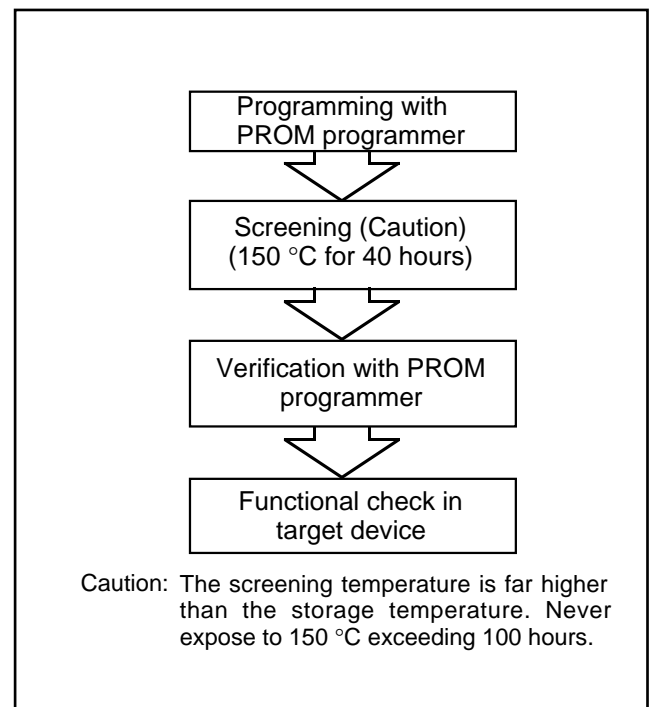 Programming with
PROM programmer
Screening (Caution)
(150 °C for 40 hours)
Verification with PROM
programmer
Functional check in
target device
Caution: The screening temperature is far higher
than the storage temperature. Never
expose to 150 °C exceeding 100 hours.